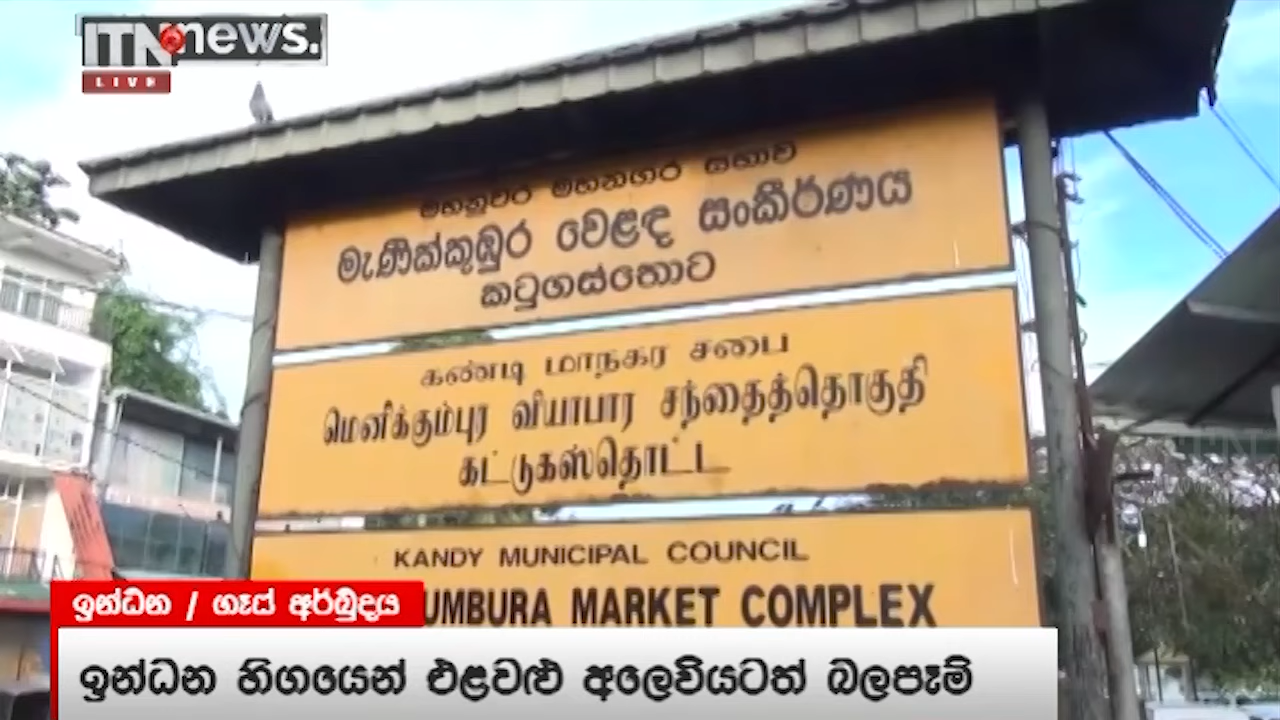 ITN news.
LIVE
මහනුවර මහනගර සභාව
මැණික්කුඹුර වෙළඳ සංකීර්ණය
කටුගස්තොට
கண்டி மாநகர சபை
மெனிக்கும்புர வியாபார சந்தைத்தொகுதி
கட்டுகஸ்தொட்ட
KANDY MUNICIPAL COUNCIL
UMBURA MARKET COMPLEX
ඉන්ධන / ගෑස් අර්බුදය
ඉන්ධන හිගයෙන් එළවළු අලෙවියටත් බලපෑම්